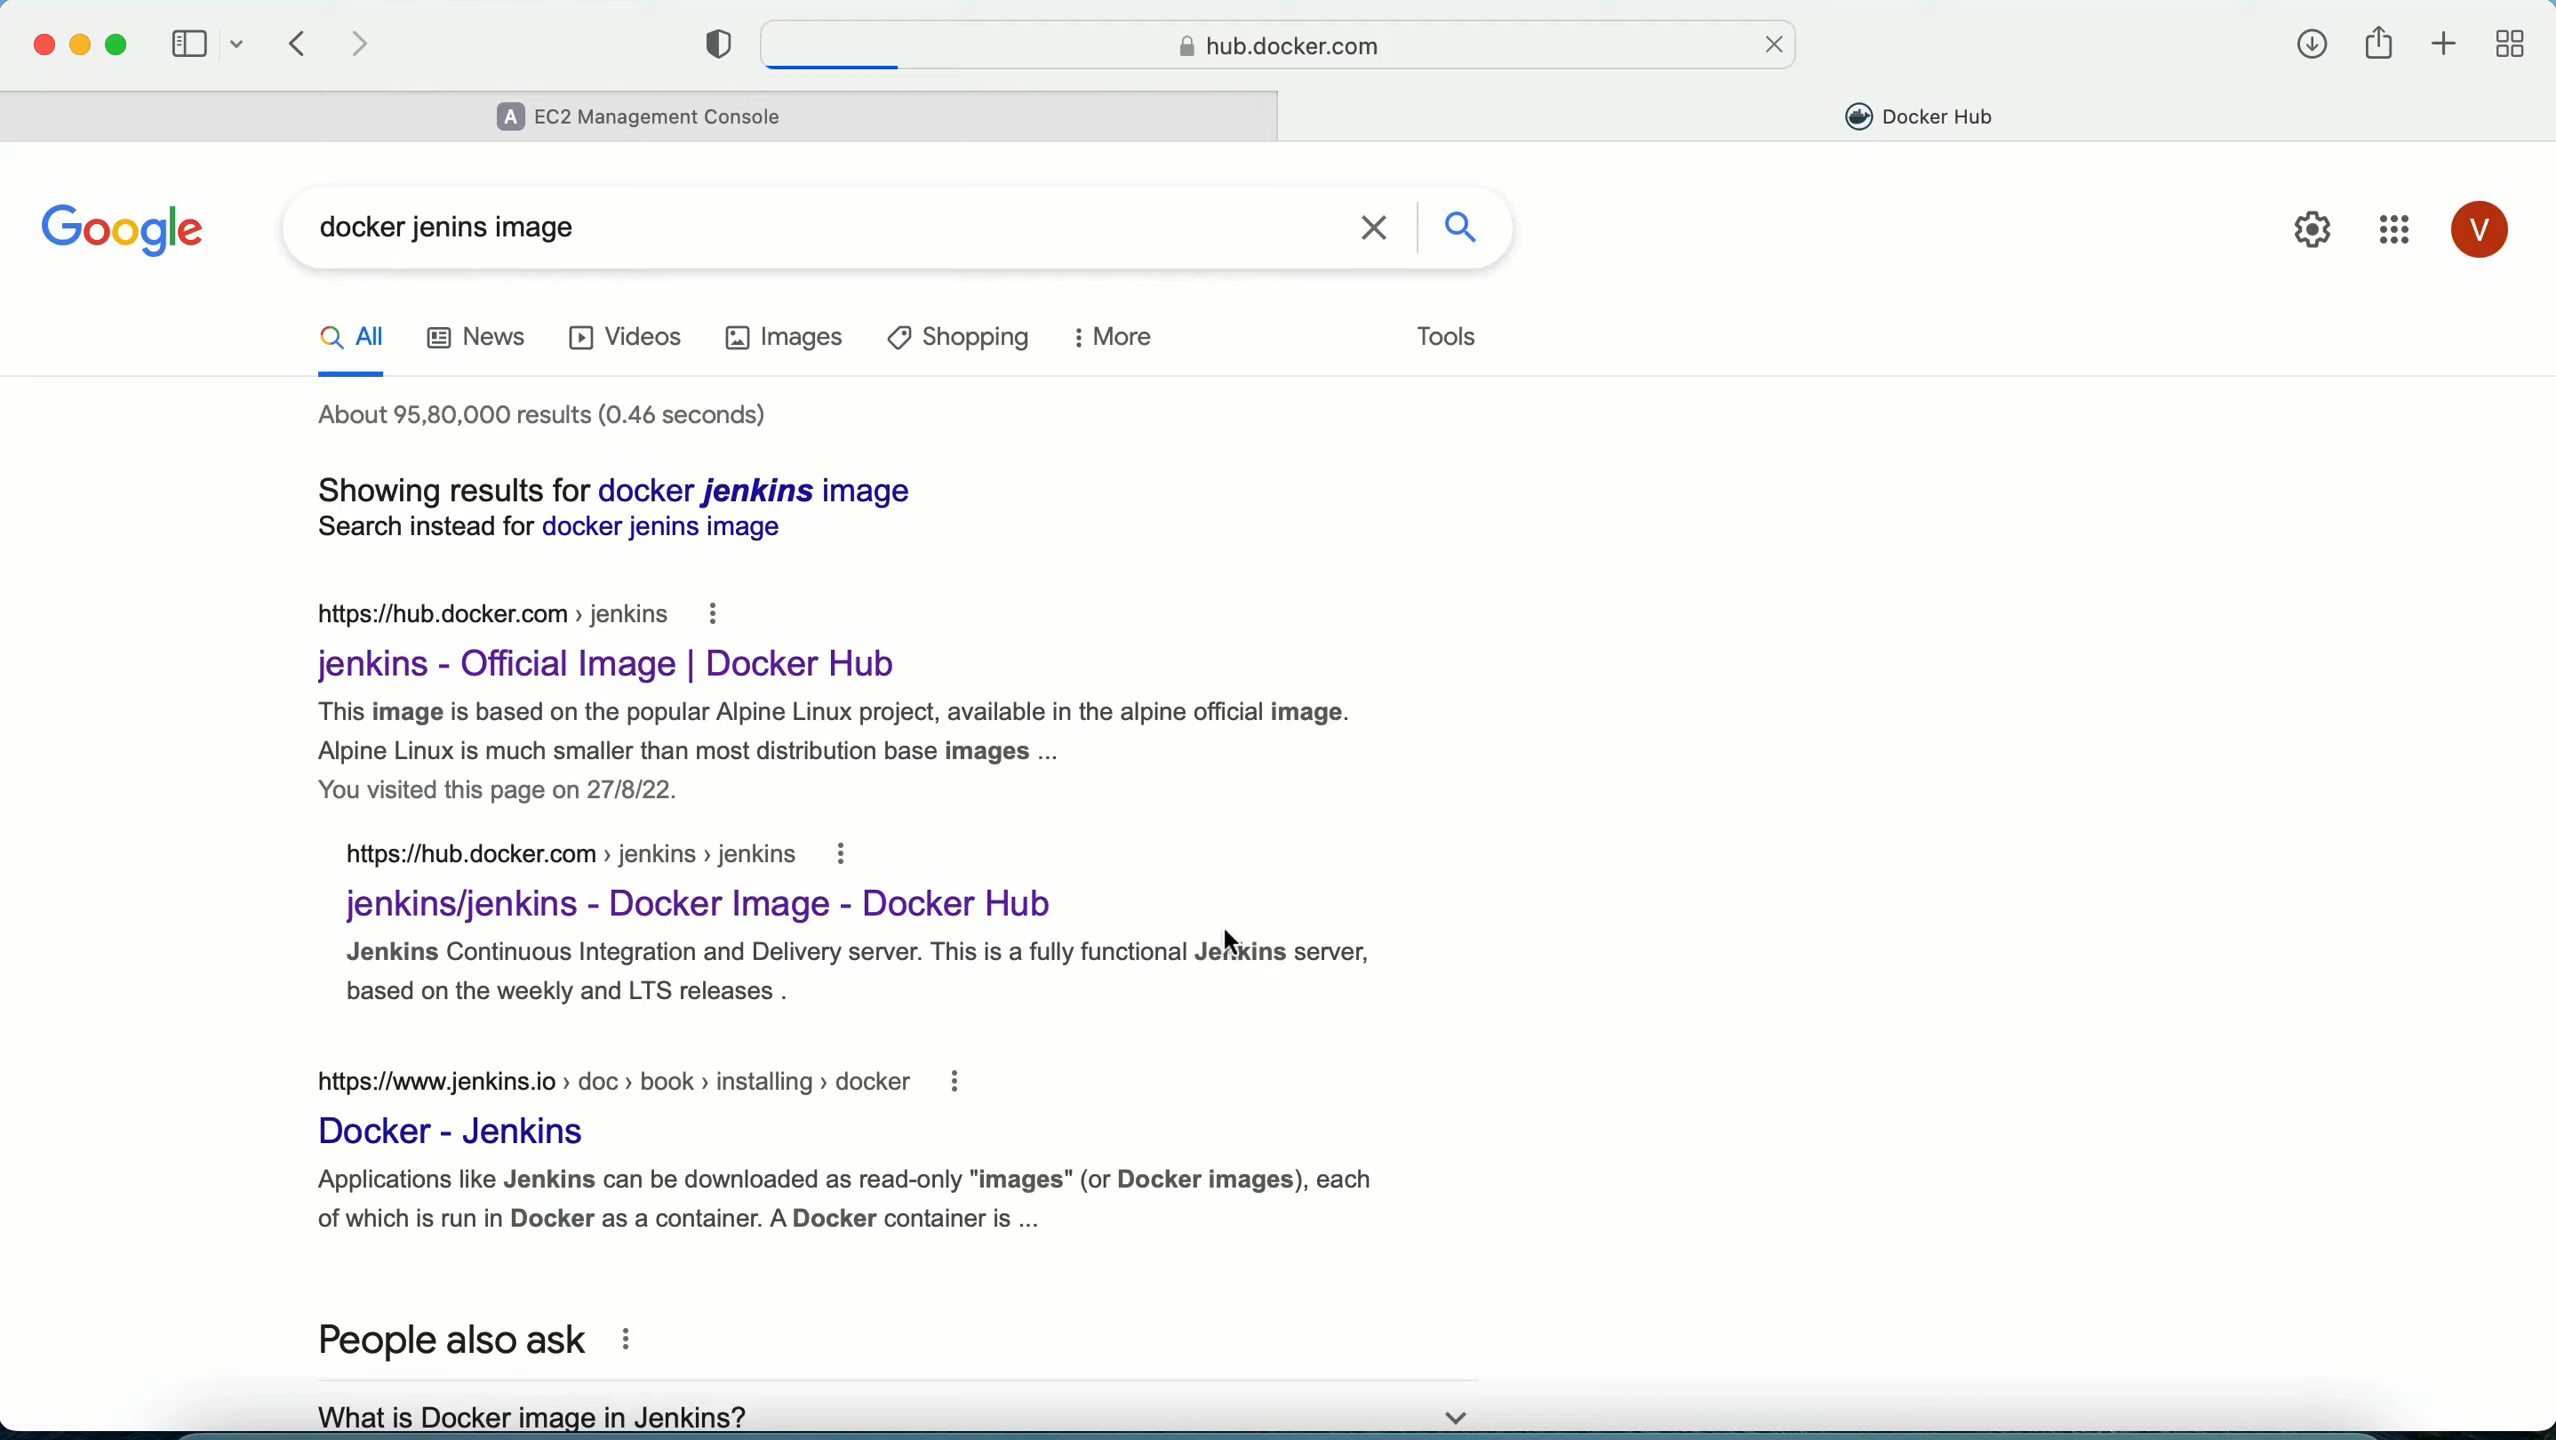 hub.docker.com
A EC2 Management Console
Docker Hub
Google
docker jenins image
V
All
News
Videos
Images
Shopping
More
Tools
About 95,80,000 results (0.46 seconds)
Showing results for docker jenkins image
Search instead for docker jenins image
https://hub.docker.com › jenkins
jenkins - Official Image | Docker Hub
This image is based on the popular Alpine Linux project, available in the alpine official image.
Alpine Linux is much smaller than most distribution base images ...
You visited this page on 27/8/22.
https://hub.docker.com › jenkins › jenkins
jenkins/jenkins - Docker Image - Docker Hub
Jenkins Continuous Integration and Delivery server. This is a fully functional Jenkins server,
based on the weekly and LTS releases .
https://www.jenkins.io › doc › book › installing › docker
Docker - Jenkins
Applications like Jenkins can be downloaded as read-only "images" (or Docker images), each
of which is run in Docker as a container. A Docker container is ...
People also ask
What is Docker image in Jenkins?